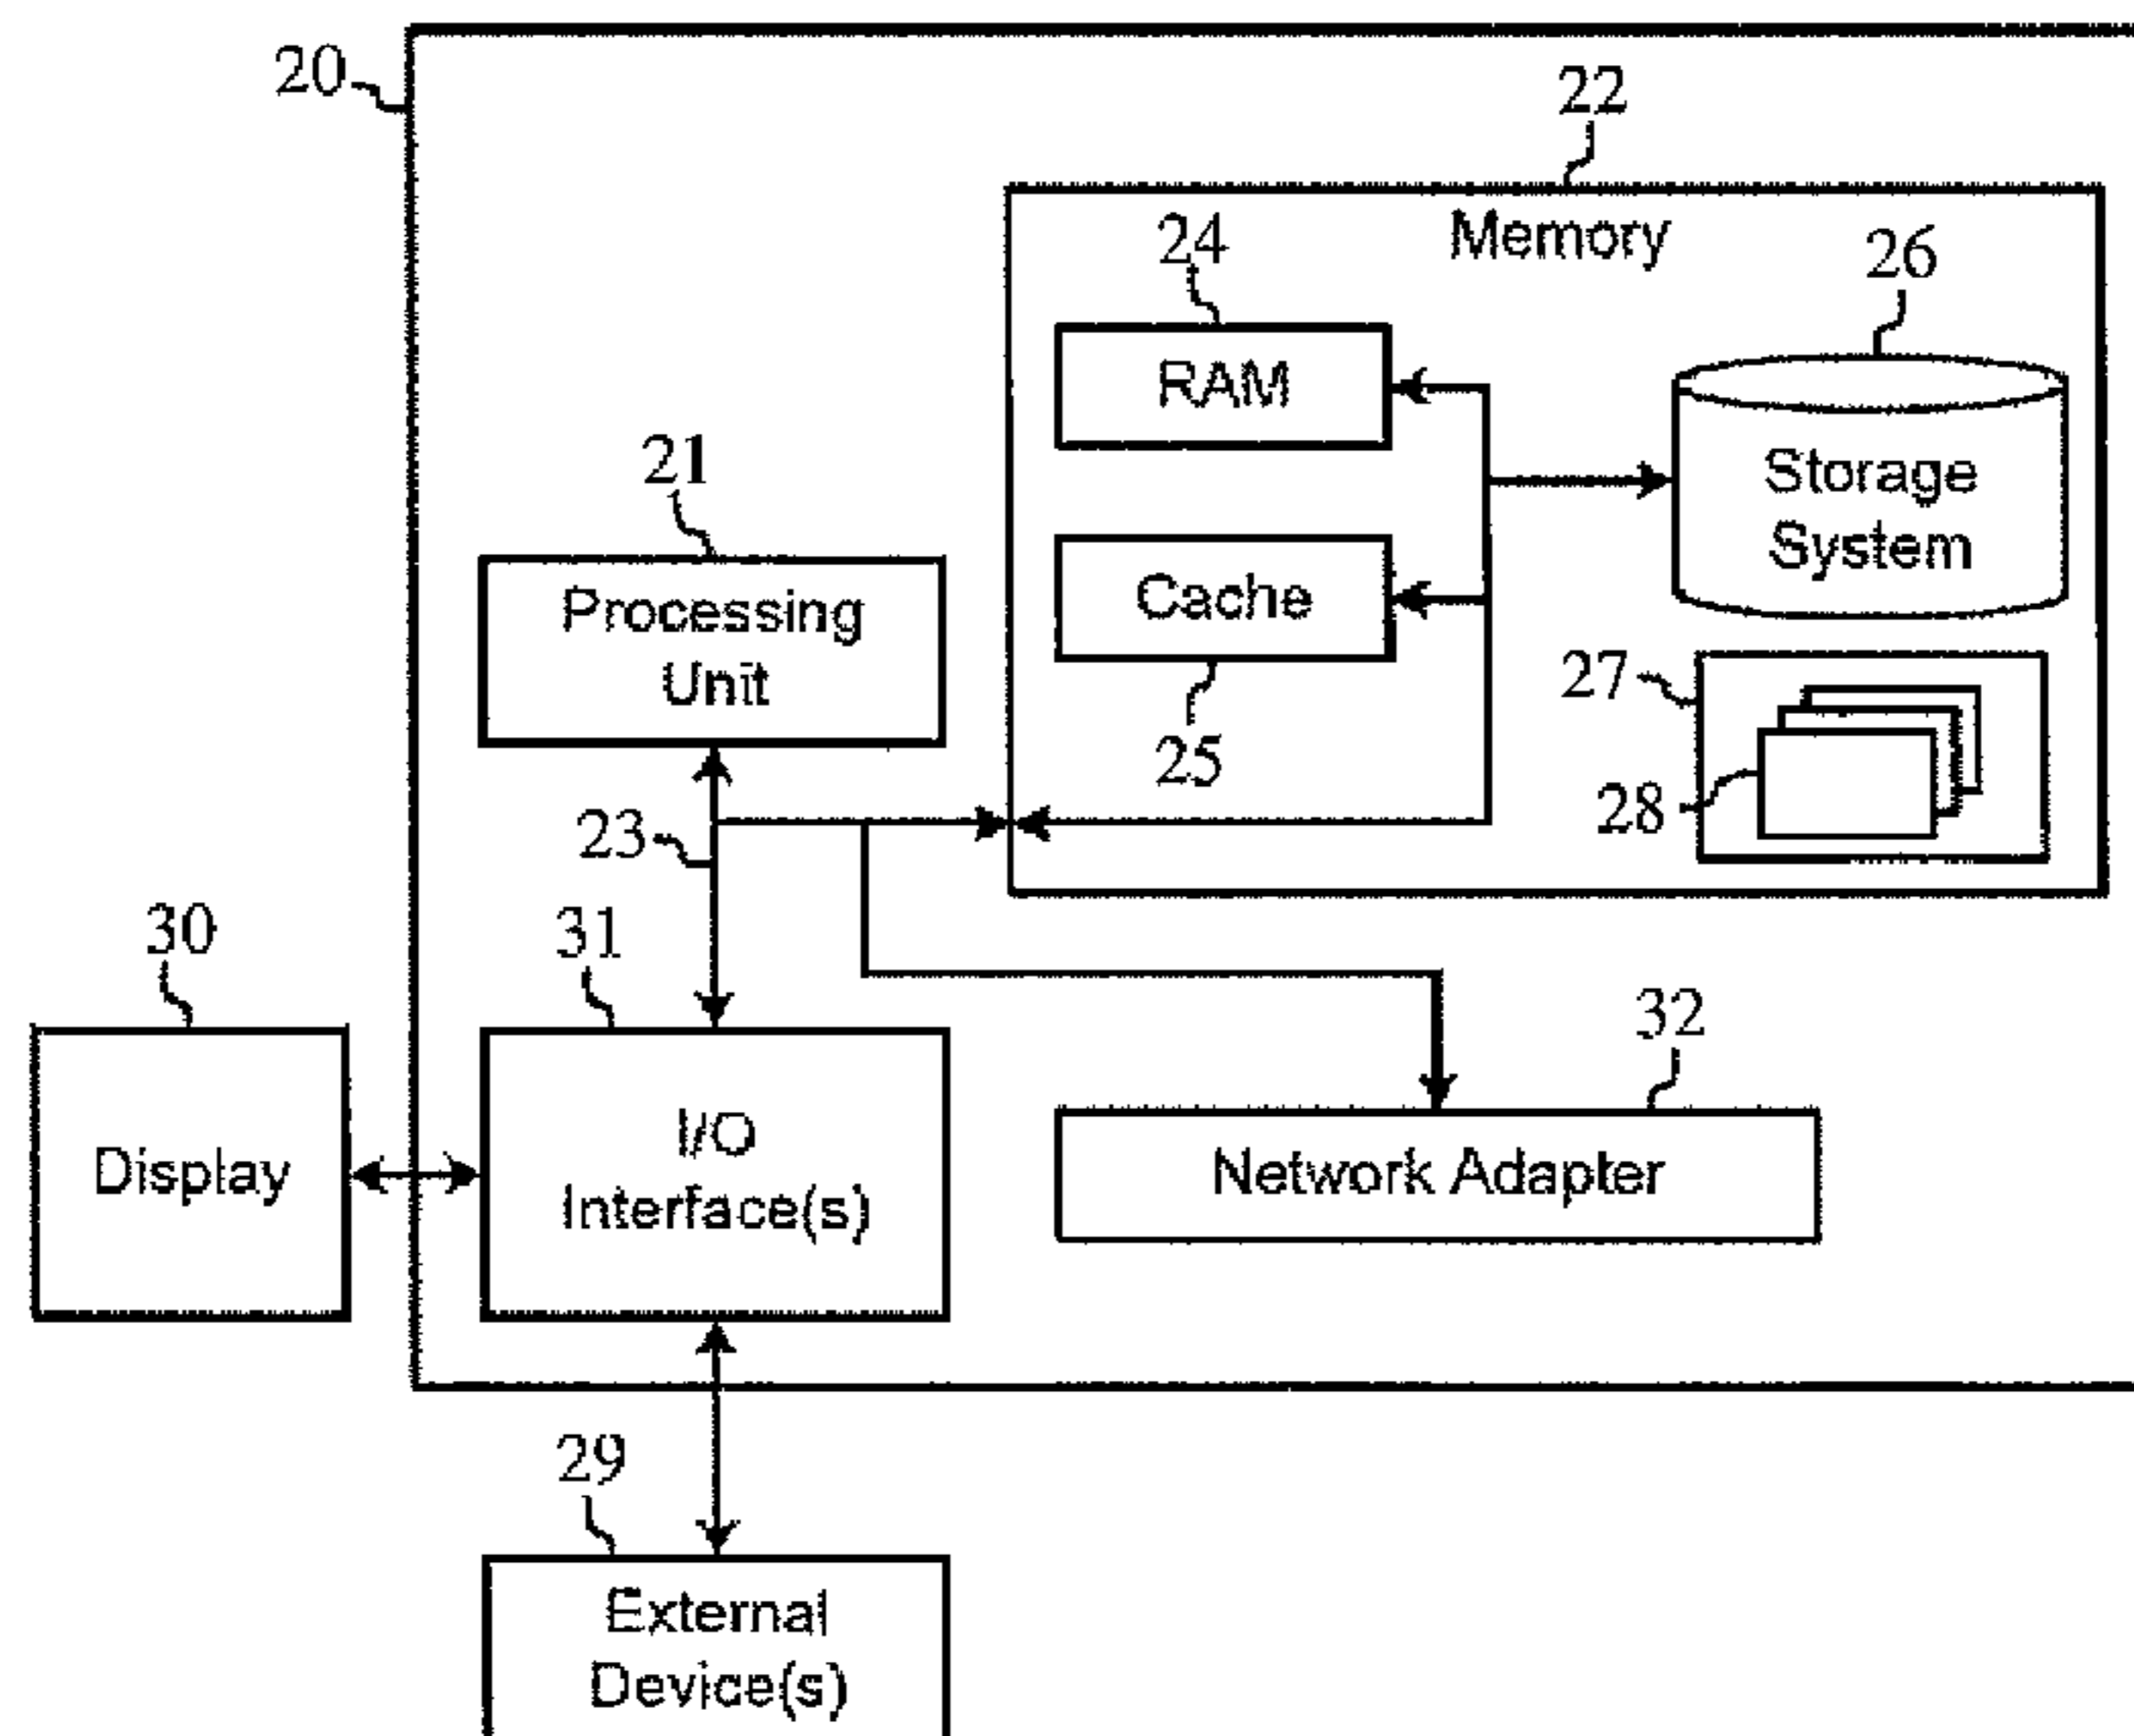 20
22
Memory
24
26
RAM
Storage
System
21
Processing
Unit
Cache
25
27
28
23
30
31
32
Display
I/O
Interface(s)
Network Adapter
29
External
Device(s)